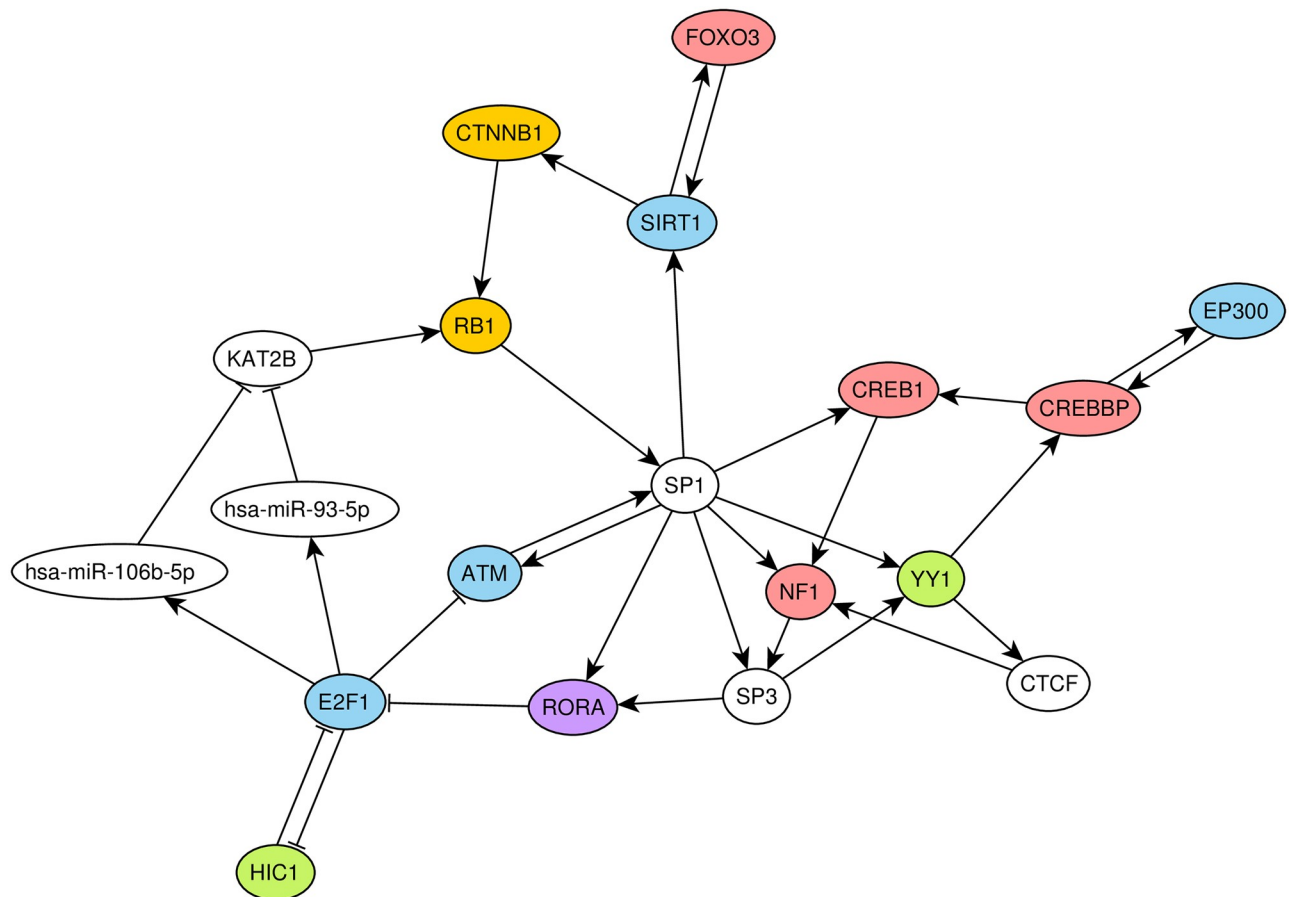 FOXO3
CTNNB1
SIRT1
EP300
RB1
KAT2B
CREB1
CREBBP
SP1
hsa-miR-93-5p
hsa-miR-106b-5p
ATM
YY1
NF1
CTCF
SP3
E2F1
RORA
HIC1